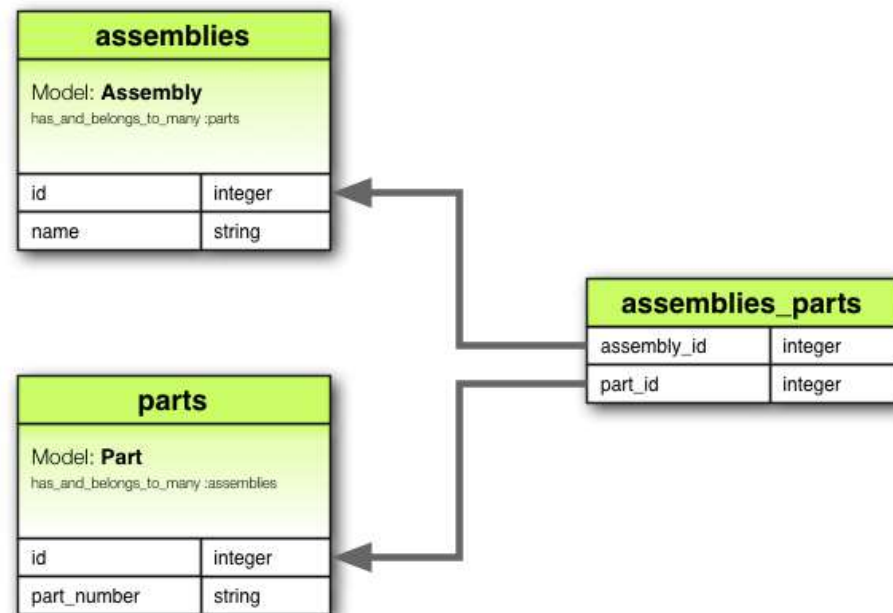 assemblies
Model: Assembly
has_and_belongs_to_many :parts
id integer
name string
assemblies_parts
assembly_id integer
part_id integer
parts
Model: Part
has_and_belongs_to_many :assemblies
id integer
part_number string